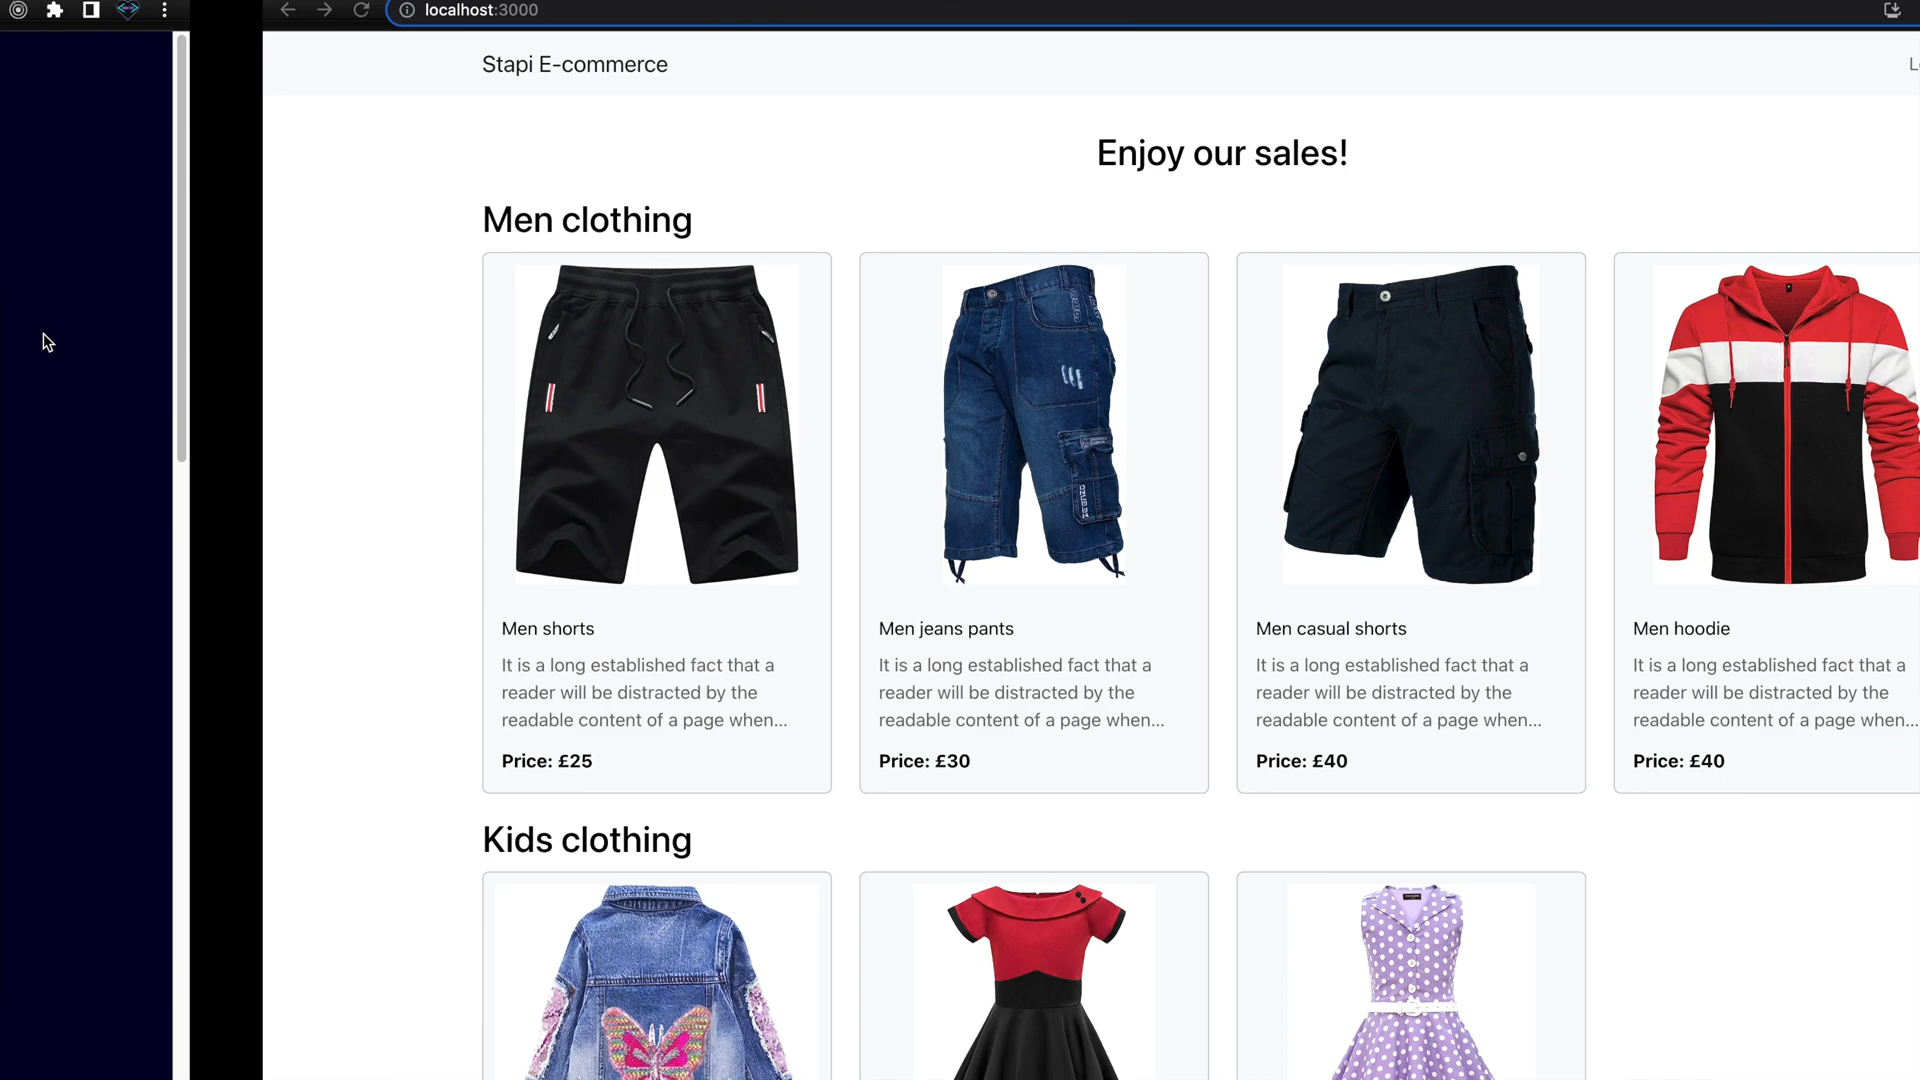 localhost:3000
Stapi E-commerce
Enjoy our sales!
Men clothing
Men shorts
It is a long established fact that a
reader will be distracted by the
readable content of a page when...
Price: £25
Men jeans pants
It is a long established fact that a
reader will be distracted by the
readable content of a page when...
Price: £30
Men casual shorts
It is a long established fact that a
reader will be distracted by the
readable content of a page when...
Price: £40
Men hoodie
It is a long established fact that a
reader will be distracted by the
readable content of a page when...
Price: £40
Kids clothing